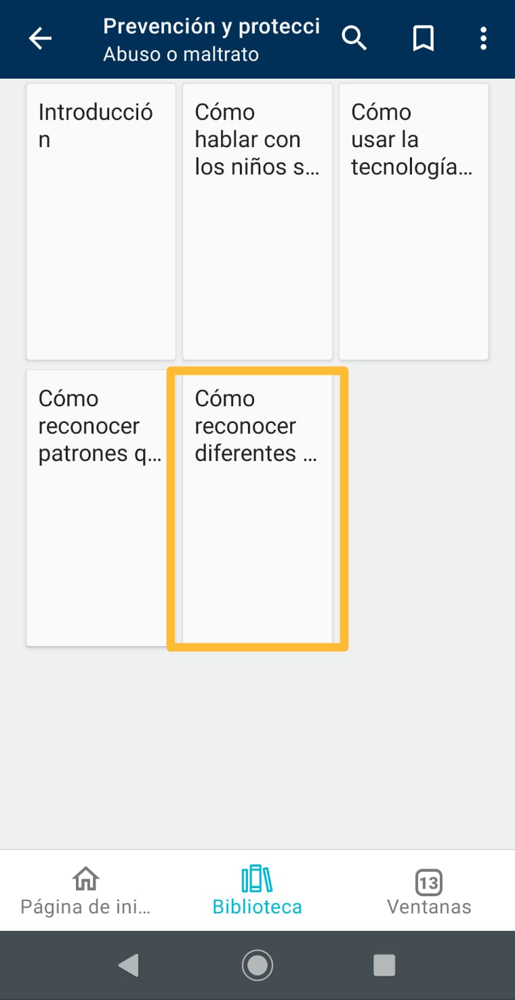 Prevención y protecci
Abuso o maltrato
Introducció
n
Cómo
hablar con
los niños s...
Cómo
usar la
tecnología...
Cómo
reconocer
patrones q...
Cómo
reconocer
diferentes ...
Página de ini...
Biblioteca
13
Ventanas